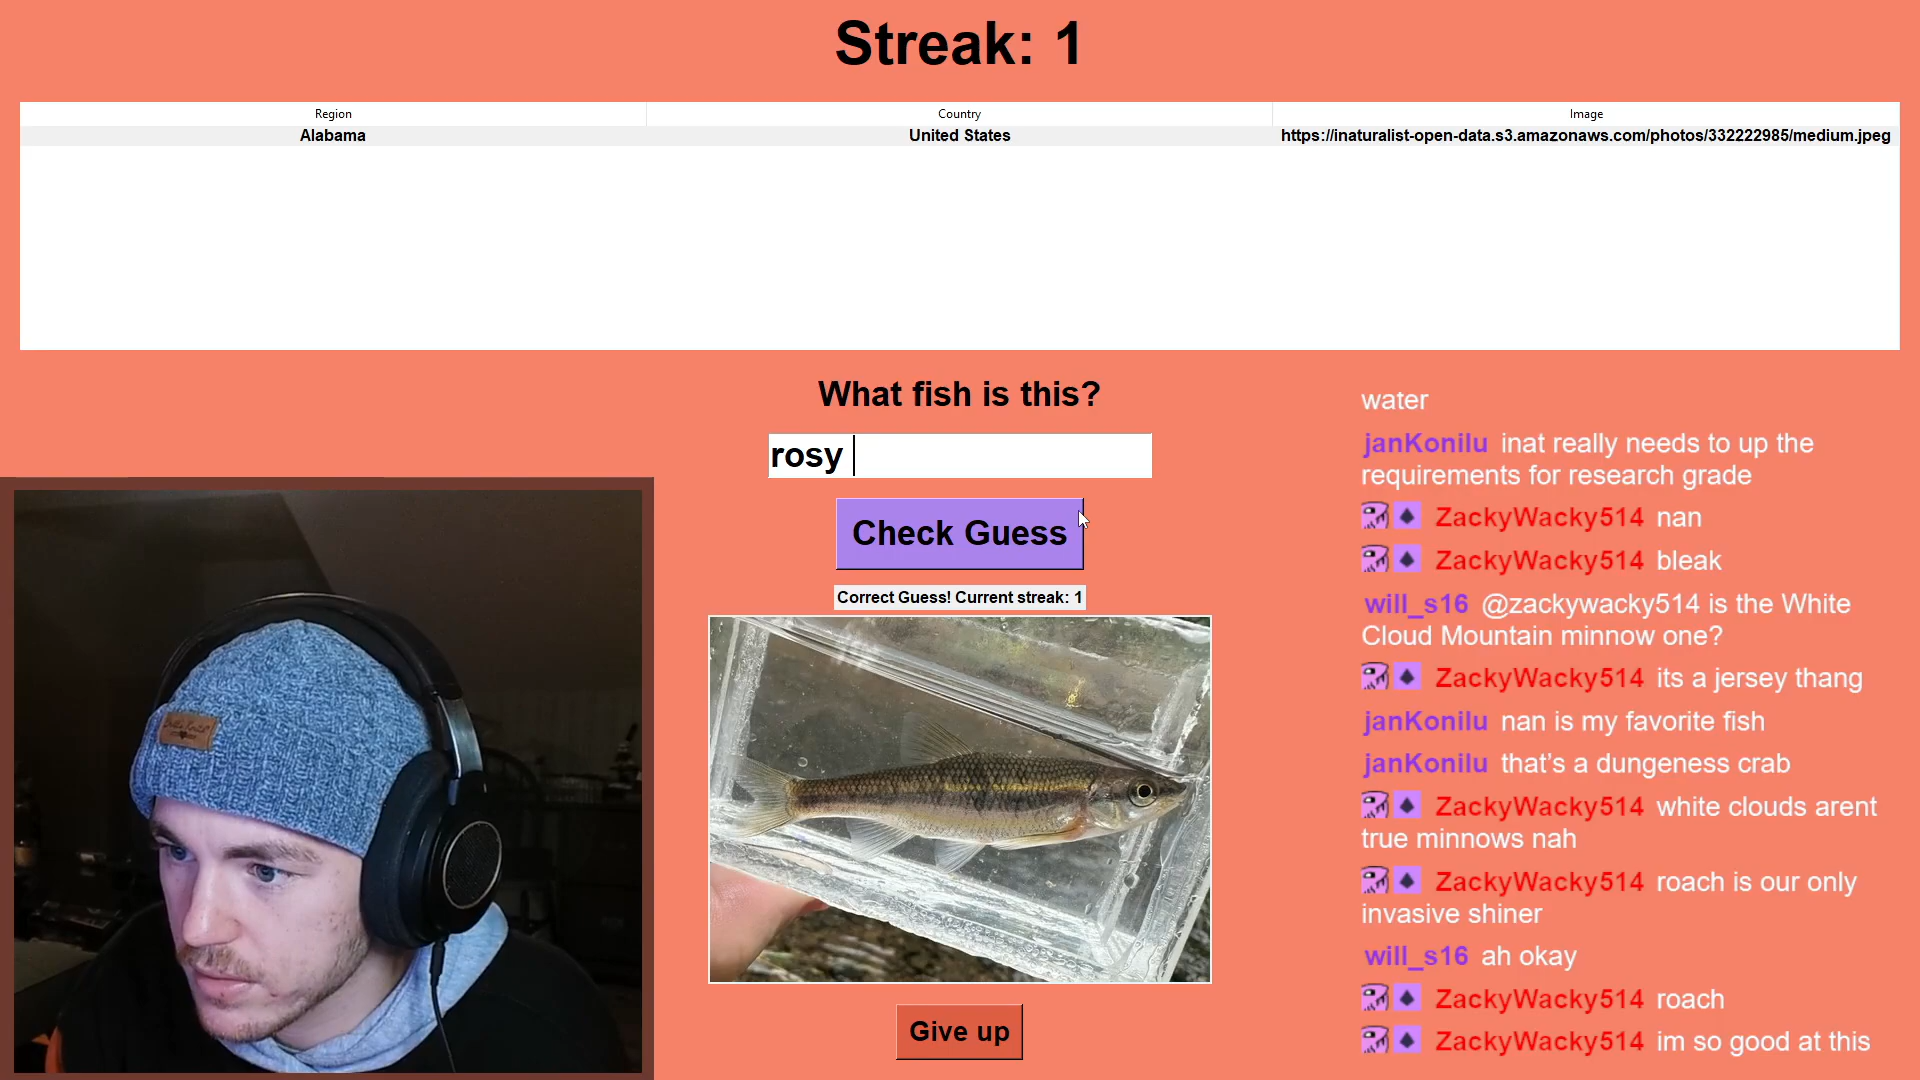 Streak: 1
Region Country Image
Alabama United States https://inaturalist-open-data.s3.amazonaws.com/photos/332222985/medium.jpeg
What fish is this?
rosy
Check Guess
Correct Guess! Current streak: 1
Give up
water
janKonilu inat really needs to up the
requirements for research grade
ZackyWacky514 nan
ZackyWacky514 bleak
will_s16 @zackywacky514 is the White
Cloud Mountain minnow one?
ZackyWacky514 its a jersey thang
janKonilu nan is my favorite fish
janKonilu that’s a dungeness crab
ZackyWacky514 white clouds arent
true minnows nah
ZackyWacky514 roach is our only
invasive shiner
will_s16 ah okay
ZackyWacky514 roach
ZackyWacky514 im so good at this